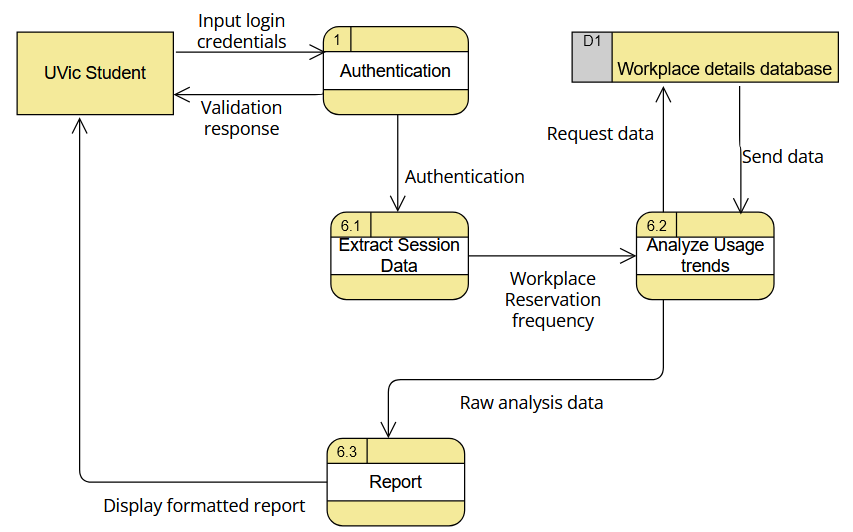 Input login
credentials
1
D1
UVic Student
Authentication
Workplace details database
Validation
response
Request data
Send data
Authentication
6.1
6.2
Extract Session
Data
Analyze Usage
trends
Workplace
Reservation
frequency
Raw analysis data
6.3
Report
Display formatted report